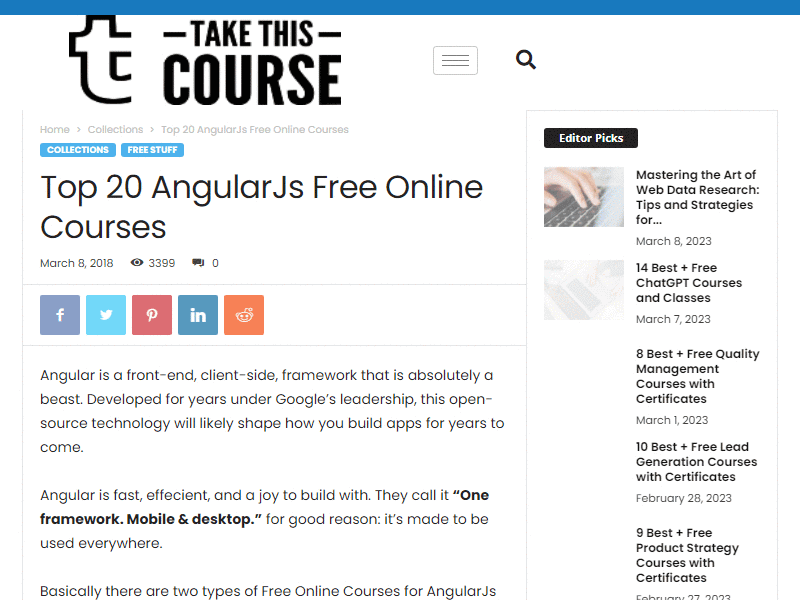 TAKE THIS
COURSE
Home > Collections > Top 20 AngularJs Free Online Courses
COLLECTIONS FREE STUFF
Top 20 AngularJs Free Online
Courses
March 8, 2018 3399 0
Angular is a front-end, client-side, framework that is absolutely a
beast. Developed for years under Google’s leadership, this open-
source technology will likely shape how you build apps for years to
come.
Angular is fast, effecient, and a joy to build with. They call it “One
framework. Mobile & desktop.” for good reason: it’s made to be
used everywhere.
Basically there are two types of Free Online Courses for AngularJs
Editor Picks
Mastering the Art of
Web Data Research:
Tips and Strategies
for...
March 8, 2023
14 Best + Free
ChatGPT Courses
and Classes
March 7, 2023
8 Best + Free Quality
Management
Courses with
Certificates
March 1, 2023
10 Best + Free Lead
Generation Courses
with Certificates
February 28, 2023
9 Best + Free
Product Strategy
Courses with
Certificates
February 27, 2023